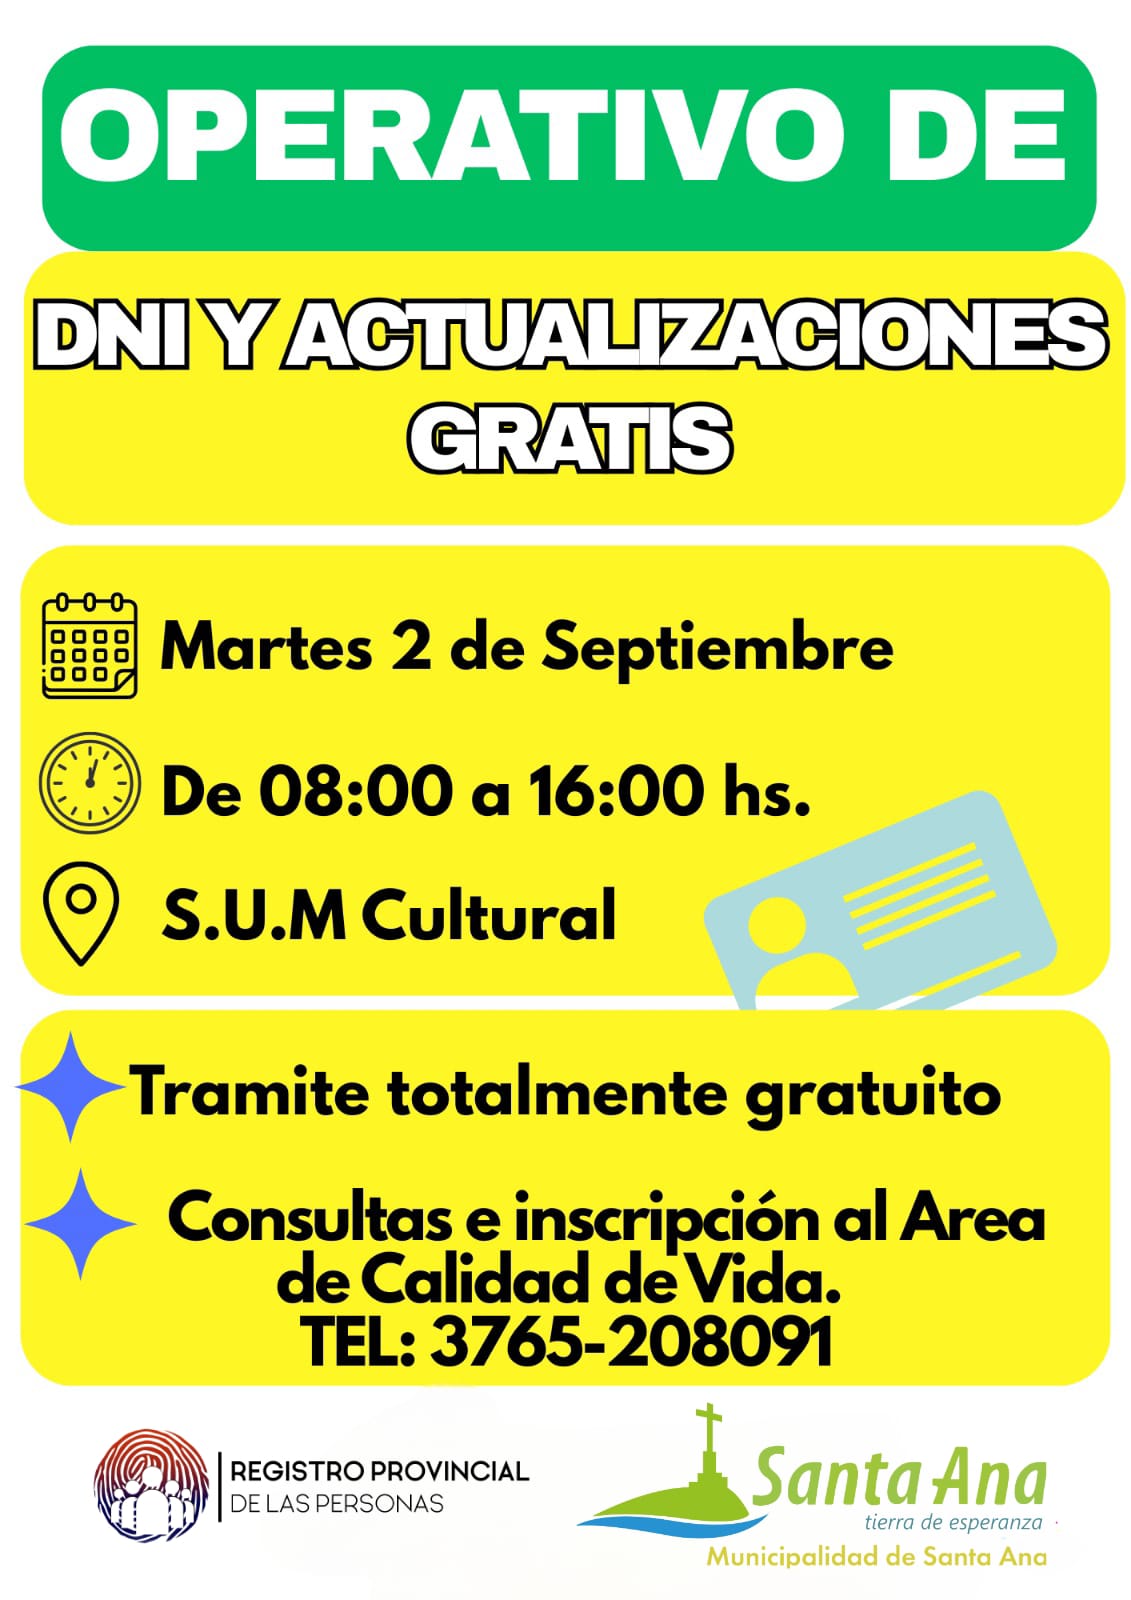 OPERATIVO DE
DNI Y ACTUALIZACIONES
GRATIS
Martes 2 de Septiembre
De 08:00 a 16:00 hs.
S.U.M Cultural
Tramite totalmente gratuito
Consultas e inscripción al Area
de Calidad de Vida.
TEL: 3765-208091
REGISTRO PROVINCIAL
DE LAS PERSONAS
Santa Ana
tierra de esperanza
Municipalidad de Santa Ana